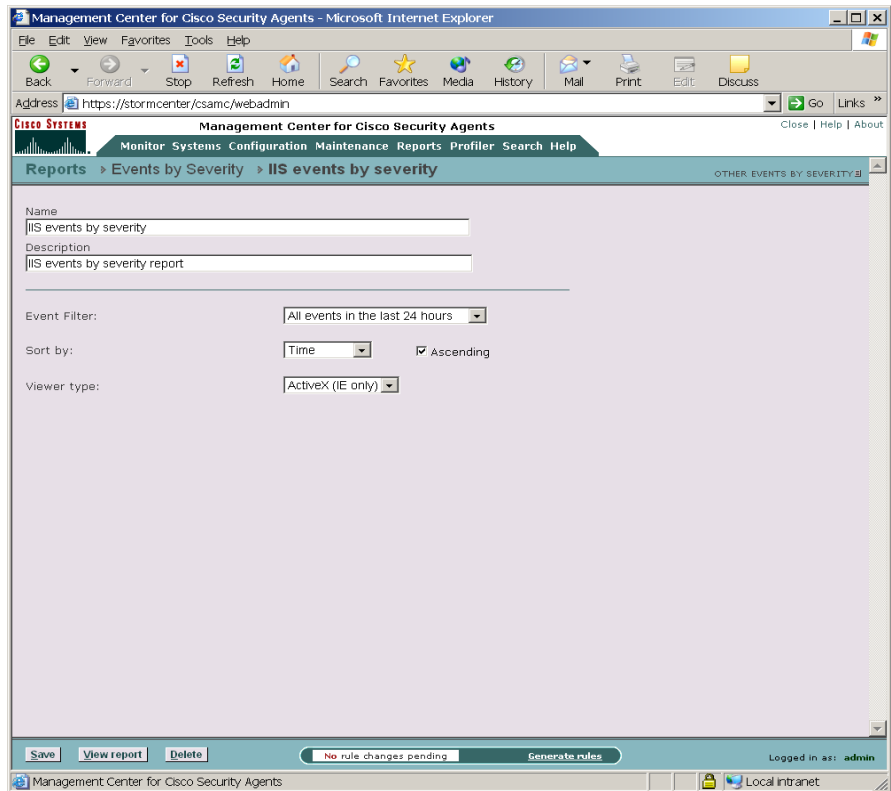 Management Center for Cisco Security Agents - Microsoft Internet Explorer
File Edit View Favorites Tools Help
Back Forward Stop Refresh Home Search Favorites Media History Mail Print Edit Discuss
Address https://stormcenter/csamc/webadmin Go Links »
CISCO SYSTEMS Management Center for Cisco Security Agents Close | Help | About
Monitor Systems Configuration Maintenance Reports Profiler Search Help
Reports Events by Severity IIS events by severity OTHER EVENTS BY SEVERITY
Name
IIS events by severity
Description
IIS events by severity report
Event Filter: All events in the last 24 hours
Sort by: Time Ascending
Viewer type: ActiveX (IE only)
Save View report Delete No rule changes pending Generate rules Logged in as: admin
Management Center for Cisco Security Agents Local intranet